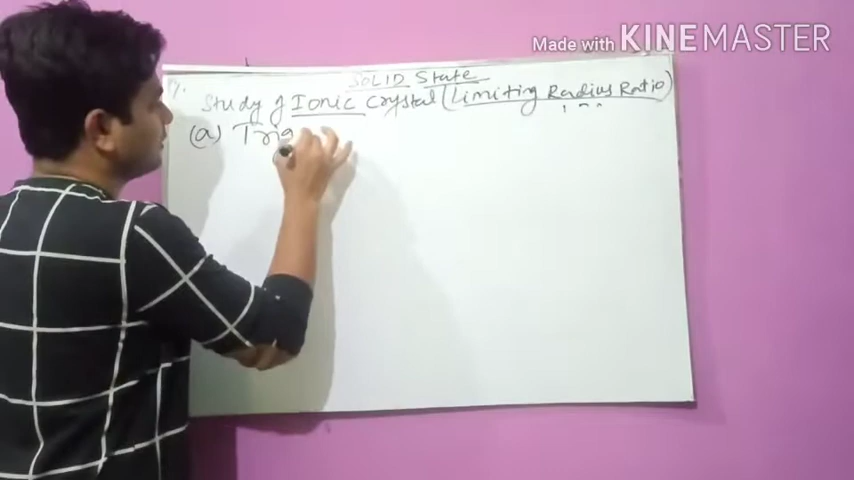 Made with KINEMASTER
SOLID State
Study of Ionic Crystal (Limiting Radius Ratio)
(a) Trig